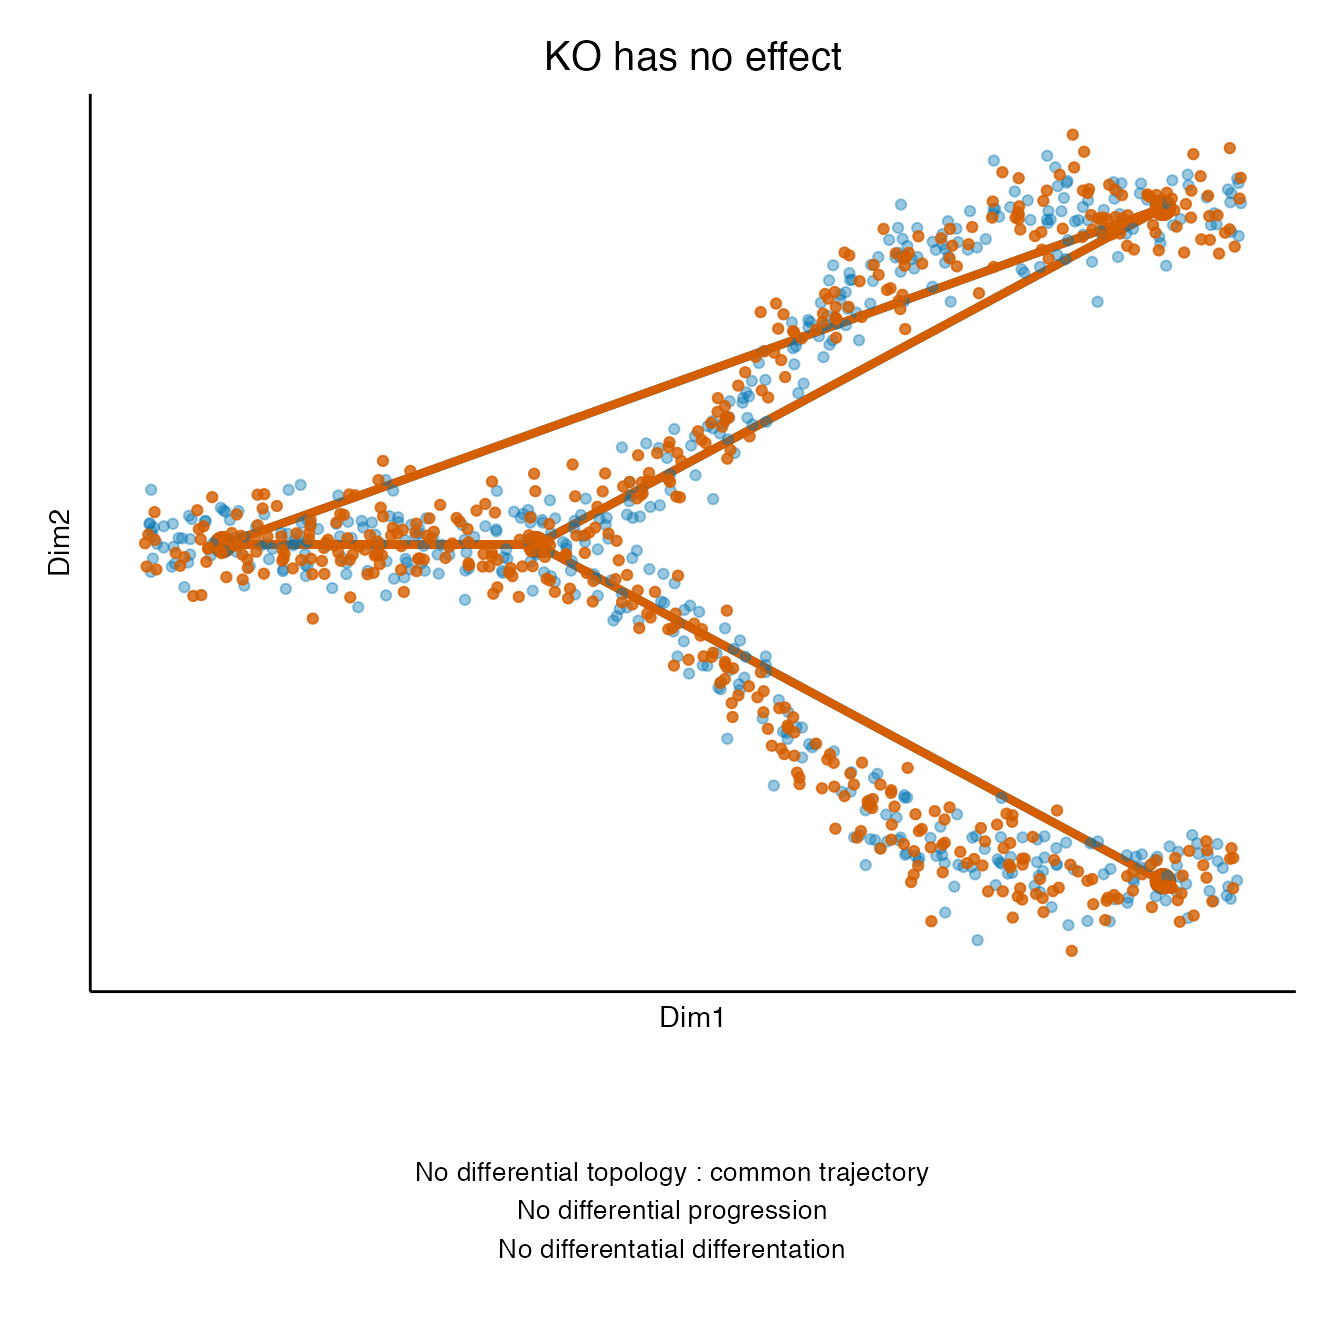 KO has no effect
Dim2
Dim1
No differential topology : common trajectory
No differential progression
No differentatial differentation